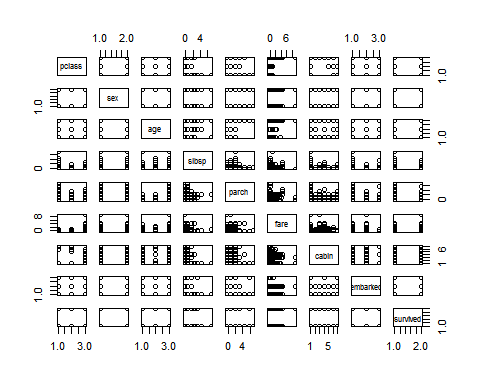 1.0 2.0 0 4 0 6 1.0 3.0
pclass 1.0
1.0 sex
age 1.0
0 sibsp
parch 0
0 8 fare
cabin 1 6
1.0 embarked
survived 1.0
1.0 3.0 1.0 3.0 0 4 1 5 1.0 2.0